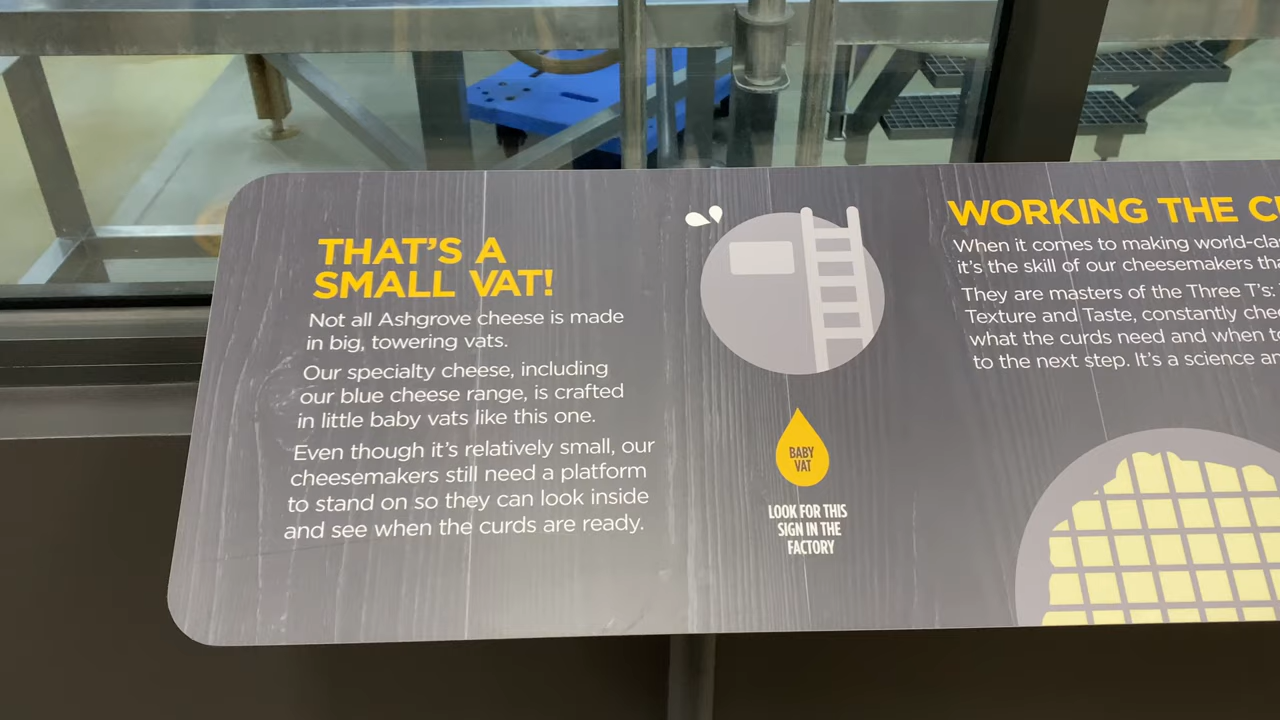 THAT'S A
SMALL VAT!
Not all Ashgrove cheese is made
in big, towering vats.
Our specialty cheese, including
our blue cheese range, is crafted
in little baby vats like this one.
Even though it's relatively small, our
cheesemakers still need a platform
to stand on so they can look inside
and see when the curds are ready.
BABY
VAT
LOOK FOR THIS
SIGN IN THE
FACTORY
WORKING THE
When it comes to making
it's the skill of our cheesemakers
They are masters of the Three T's:
Texture and Taste, constantly
what the curds need and when
to the next step. It's a science